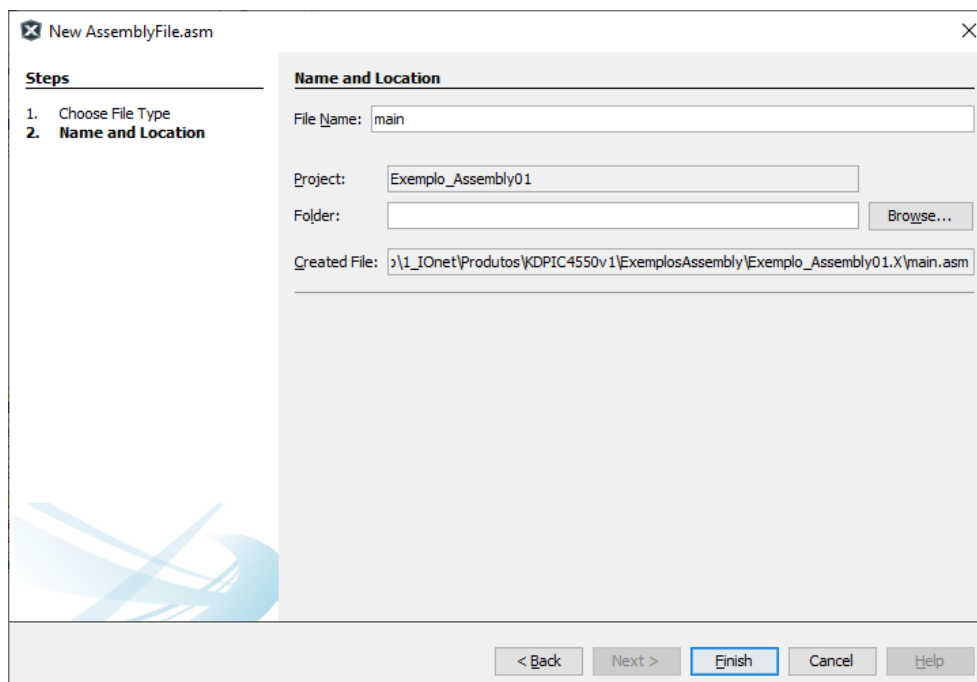 New AssemblyFile.asm
Steps
1. Choose File Type
2. Name and Location
Name and Location
File Name: main
Project: Exemplo_Assembly01
Folder:
Browse...
Created File: \1_IOnet\Produtos\KDPIC4550v1\ExemplosAssembly\Exemplo_Assembly01.X\main.asm
< Back Next > Finish Cancel Help